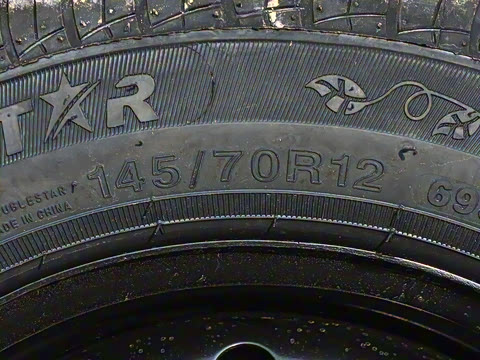 T★R
UGLESTAR
145/70R12
69
ADE IN CHINA